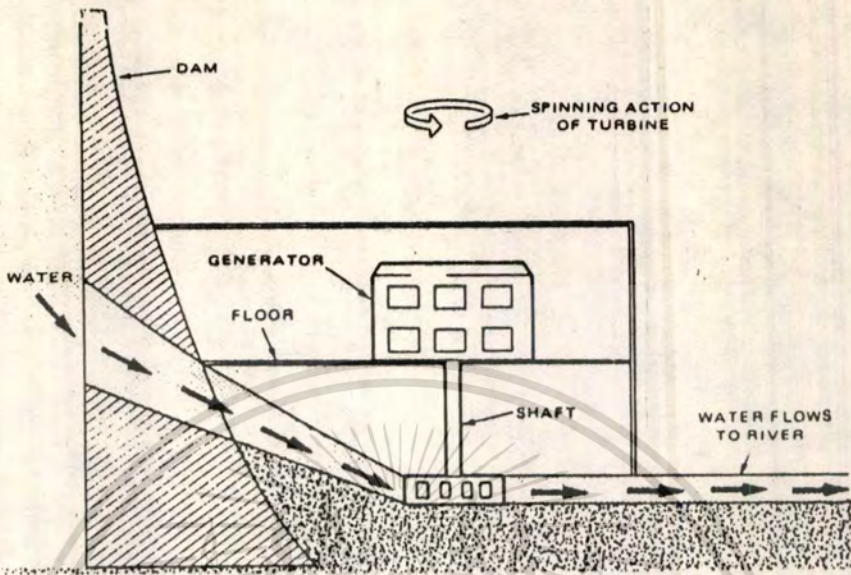 DAM
SPINNING ACTION
OF TURBINE
WATER
GENERATOR
FLOOR
SHAFT
WATER FLOWS
TO RIVER